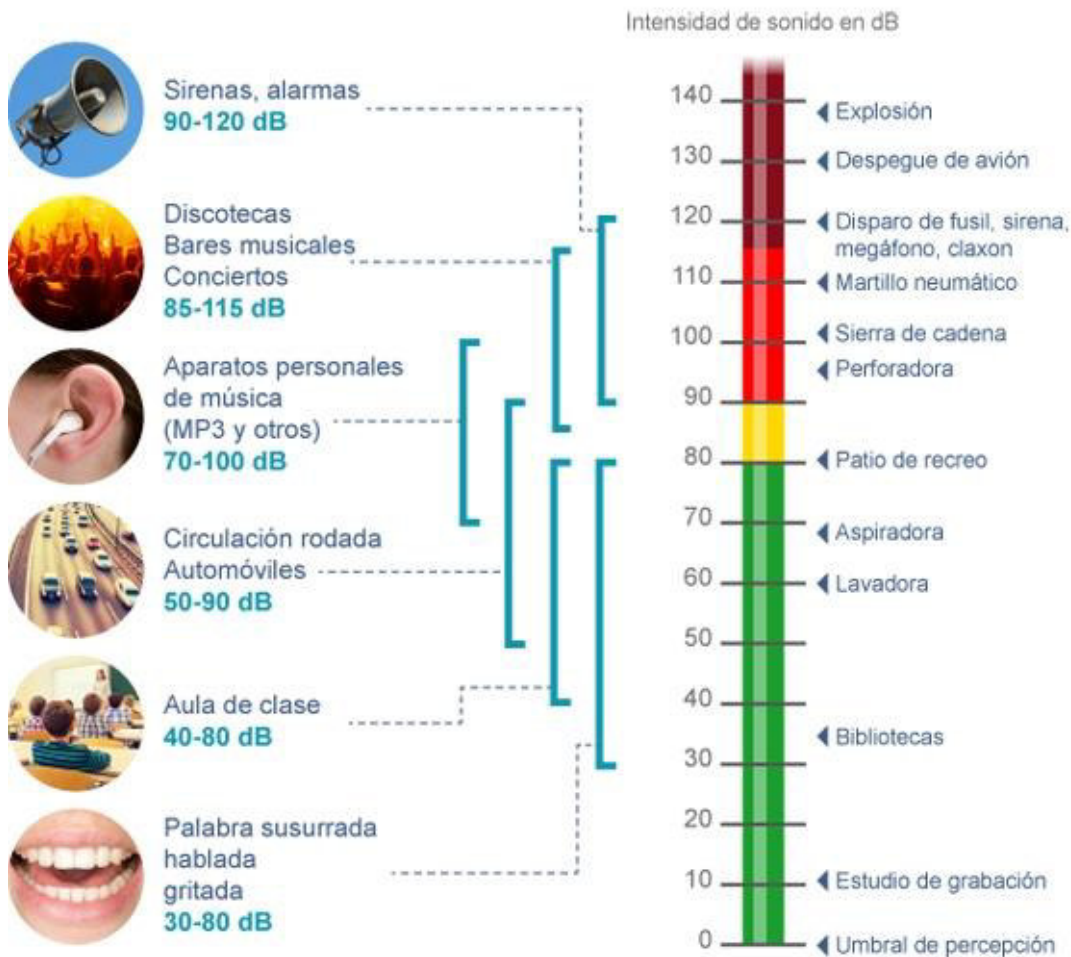 Intensidad de sonido en dB
Sirenas, alarmas
90-120 dB
Discotecas
Bares musicales
Conciertos
85-115 dB
Aparatos personales
de música
(MP3 y otros)
70-100 dB
Circulación rodada
Automóviles
50-90 dB
Aula de clase
40-80 dB
Palabra susurrada
hablada
gritada
30-80 dB
140
Explosión
130
Despegue de avión
120
Disparo de fusil, sirena,
megáfono, claxon
110
Martillo neumático
Sierra de cadena
100
Perforadora
90
80
Patio de recreo
70
Aspiradora
60
Lavadora
50
40
Bibliotecas
30
20
10
Estudio de grabación
0
Umbral de percepción